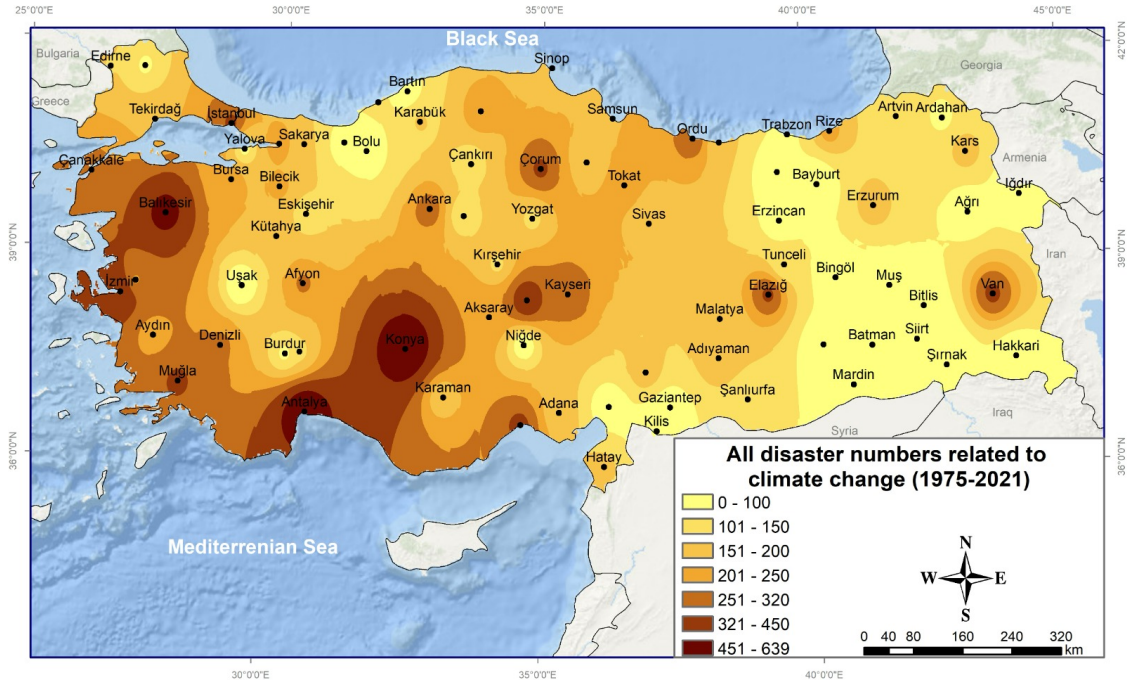 25°0'0"E 30°0'0"E 35°0'0"E 40°0'0"E 45°0'0"E
42°0'0"N
Black Sea
Bulgaria
Edirne
Sinop
Georgia
Greece
Bartın
Tekirdağ
İstanbul
Karabük
Samsun
Artvin Ardahan
Yalova
Sakarya
Bolu
Ordu
Trabzon Rize
Kars
Armenia
Çanakkale
Bursa
Bilecik
Çankırı
Çorum
Tokat
Bayburt
Iğdır
Balıkesir
Eskişehir
Ankara
Yozgat
Sivas
Erzincan
Erzurum
Ağrı
Kütahya
39°0'0"N
39°0'0"N
Uşak
Afyon
Kırşehir
Tunceli
Bingöl
Muş
Iran
İzmir
Kayseri
Elazığ
Van
Aksaray
Malatya
Bitlis
Aydın
Denizli
Burdur
Konya
Niğde
Adıyaman
Batman
Siirt
Şırnak
Hakkari
Muğla
Karaman
Mardin
Antalya
Adana
Gaziantep
Şanlıurfa
Kilis
Syria
Iraq
36°0'0"N
Hatay
Mediterrenian Sea
All disaster numbers related to
climate change (1975-2021)
0 - 100
101 - 150
151 - 200
201 - 250
251 - 320
321 - 450
451 - 639
N
W E
S
0 40 80 160 240 320
km
30°0'0"E 35°0'0"E 40°0'0"E